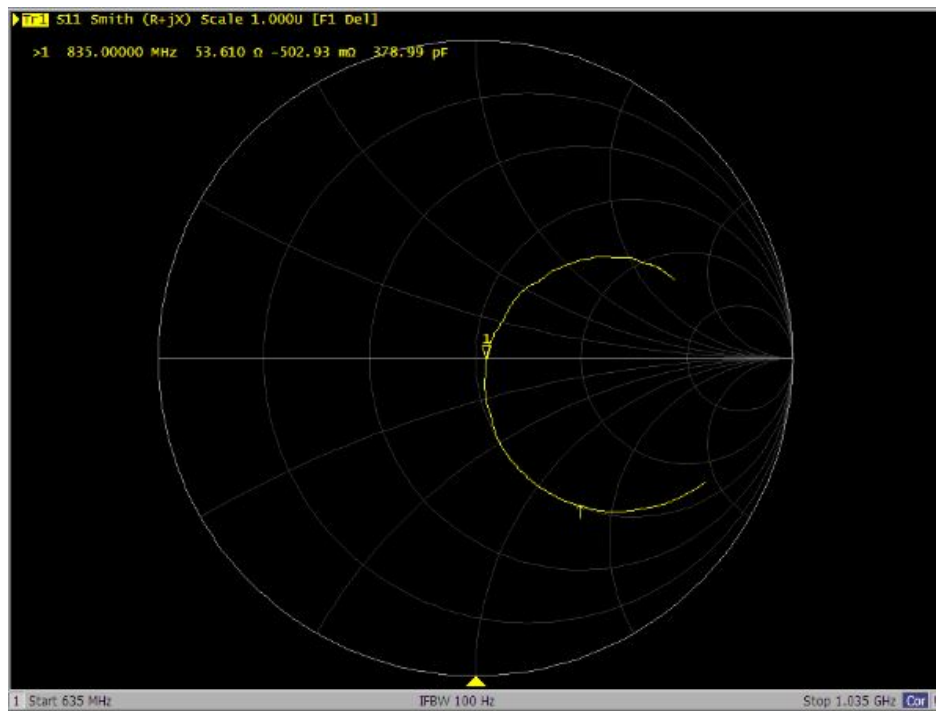 Tr1 S11 Smith (R+jX) Scale 1.000U [F1 Del]
>1 835.00000 MHz 53.610 Ω -502.93 mΩ 378.99 pF
1
1 Start 635 MHz IFBW 100 Hz Stop 1.035 GHz Cor